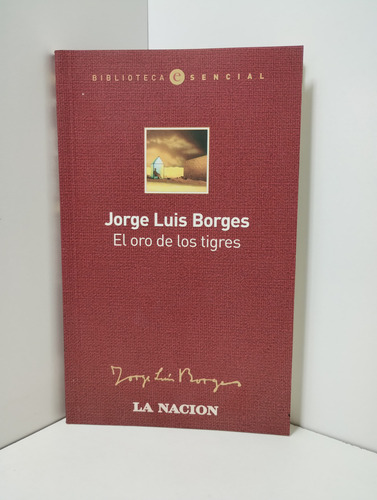 BIBLIOTECA eSENCIAL
Jorge Luis Borges
El oro de los tigres
Jorge Luis Borges
LA NACION